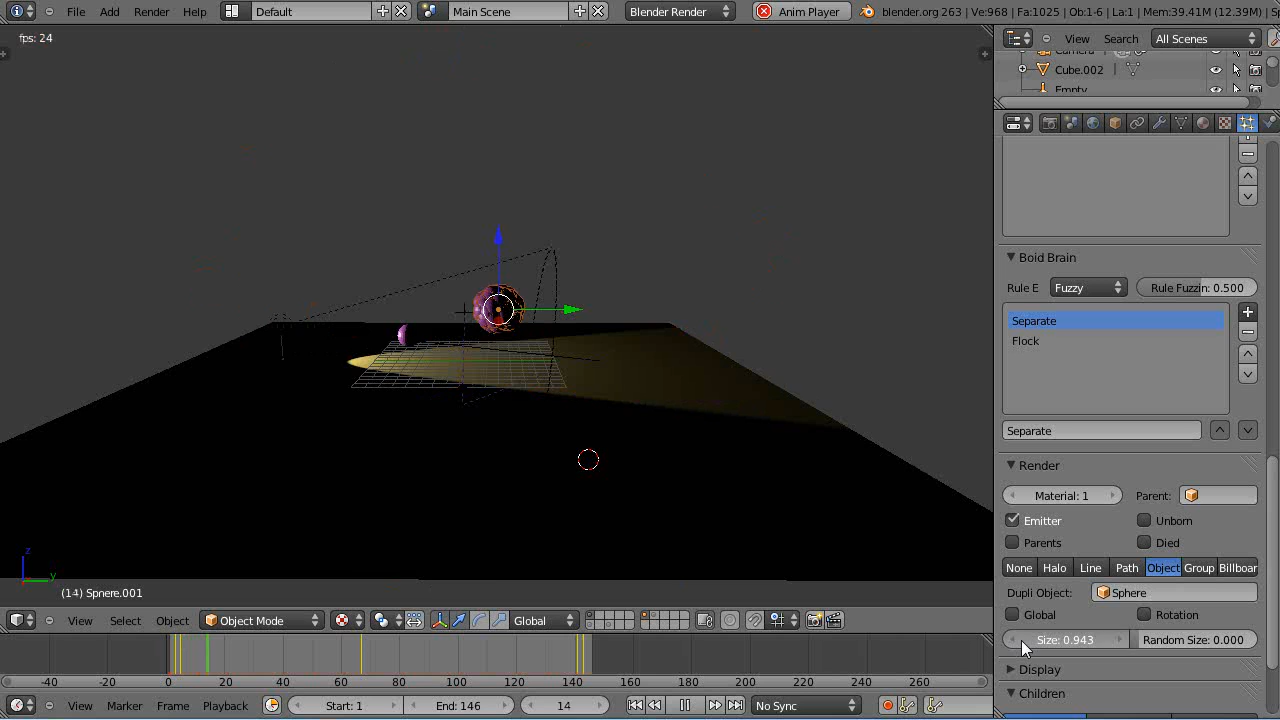 File Add Render Help Default Main Scene Blender Render Anim Player blender.org 263 | Ve:968 | Fa:1025 | Ob:1-6 | La:1 | Mem:39.41M (12.39M)
fps: 24
View Search All Scenes
Camera
Cube.002
Empty
Boid Brain
Rule E Fuzzy Rule Fuzzin: 0.500
Separate
Flock
Separate
Render
Material: 1 Parent:
Emitter Unborn
Parents Died
None Halo Line Path Object Group Billboar
Dupli Object: Sphere
Global Rotation
Size: 0.943 Random Size: 0.000
Display
Children
z
y
(14) Sphere.001
View Select Object Object Mode Global
-40 -20 0 20 40 60 80 100 120 140 160 180 200 220 240 260
View Marker Frame Playback Start: 1 End: 146 14 No Sync